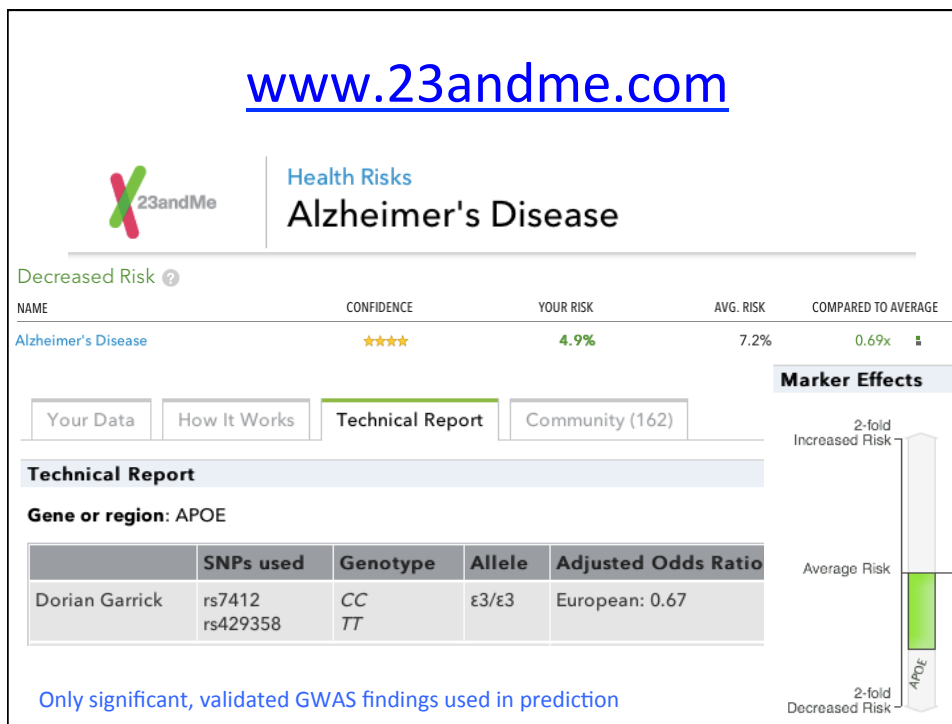 www.23andme.com
23andMe
Health Risks
Alzheimer's Disease
Decreased Risk ?
NAME CONFIDENCE YOUR RISK AVG. RISK COMPARED TO AVERAGE
Alzheimer's Disease 4.9% 7.2% 0.69x
Marker Effects
Your Data How It Works Technical Report Community (162)
2-fold
Increased Risk
Technical Report
Gene or region: APOE
SNPs used Genotype Allele Adjusted Odds Ratio
Average Risk
Dorian Garrick rs7412 CC ε3/ε3 European: 0.67
rs429358 TT
APOE
Only significant, validated GWAS findings used in prediction
2-fold
Decreased Risk